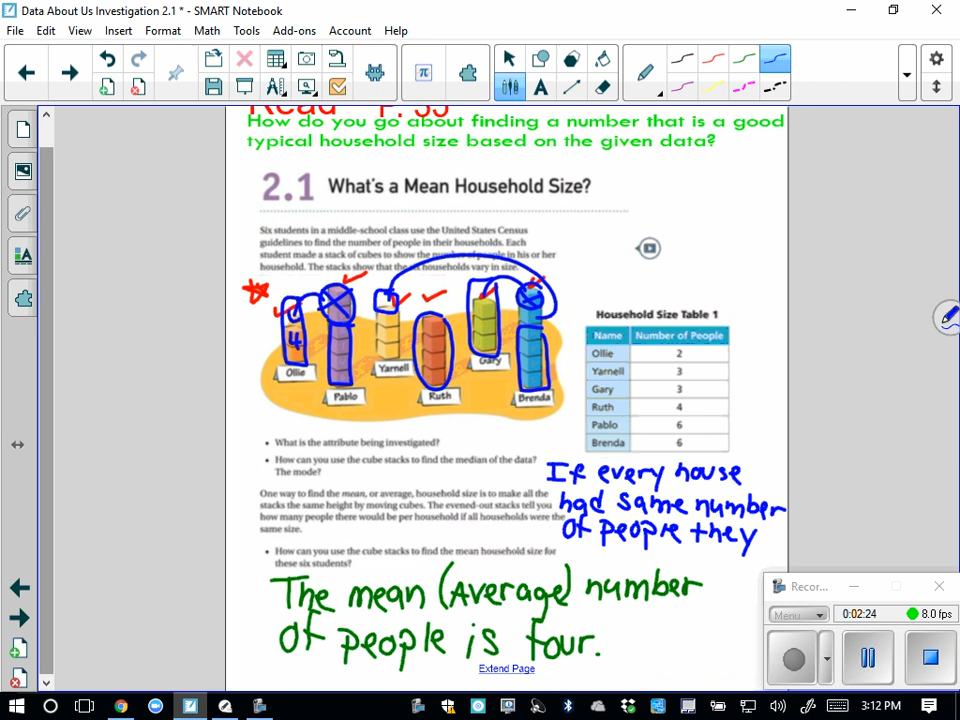 Data About Us Investigation 2.1 * - SMART Notebook
File Edit View Insert Format Math Tools Add-ons Account Help
Read P. 35
How do you go about finding a number that is a good
typical household size based on the given data?
2.1 What's a Mean Household Size?
Six students in a middle-school class use the United States Census
guidelines to find the number of people in their households. Each
student made a stack of cubes to show the number of people in his or her
household. The stacks show that the six households vary in size.
4
Ollie
Pablo
Yarnell
Ruth
Gary
Brenda
Household Size Table 1
Name Number of People
Ollie 2
Yarnell 3
Gary 3
Ruth 4
Pablo 6
Brenda 6
• What is the attribute being investigated?
• How can you use the cube stacks to find the median of the data?
The mode?
One way to find the mean, or average, household size is to make all the
stacks the same height by moving cubes. The evened-out stacks tell you
how many people there would be per household if all households were the
same size.
• How can you use the cube stacks to find the mean household size for
these six students?
If every house
had same number
of people they
The mean (Average) number
of people is four.
Extend Page
Recor...
Menu
0:02:24
8.0 fps
3:12 PM